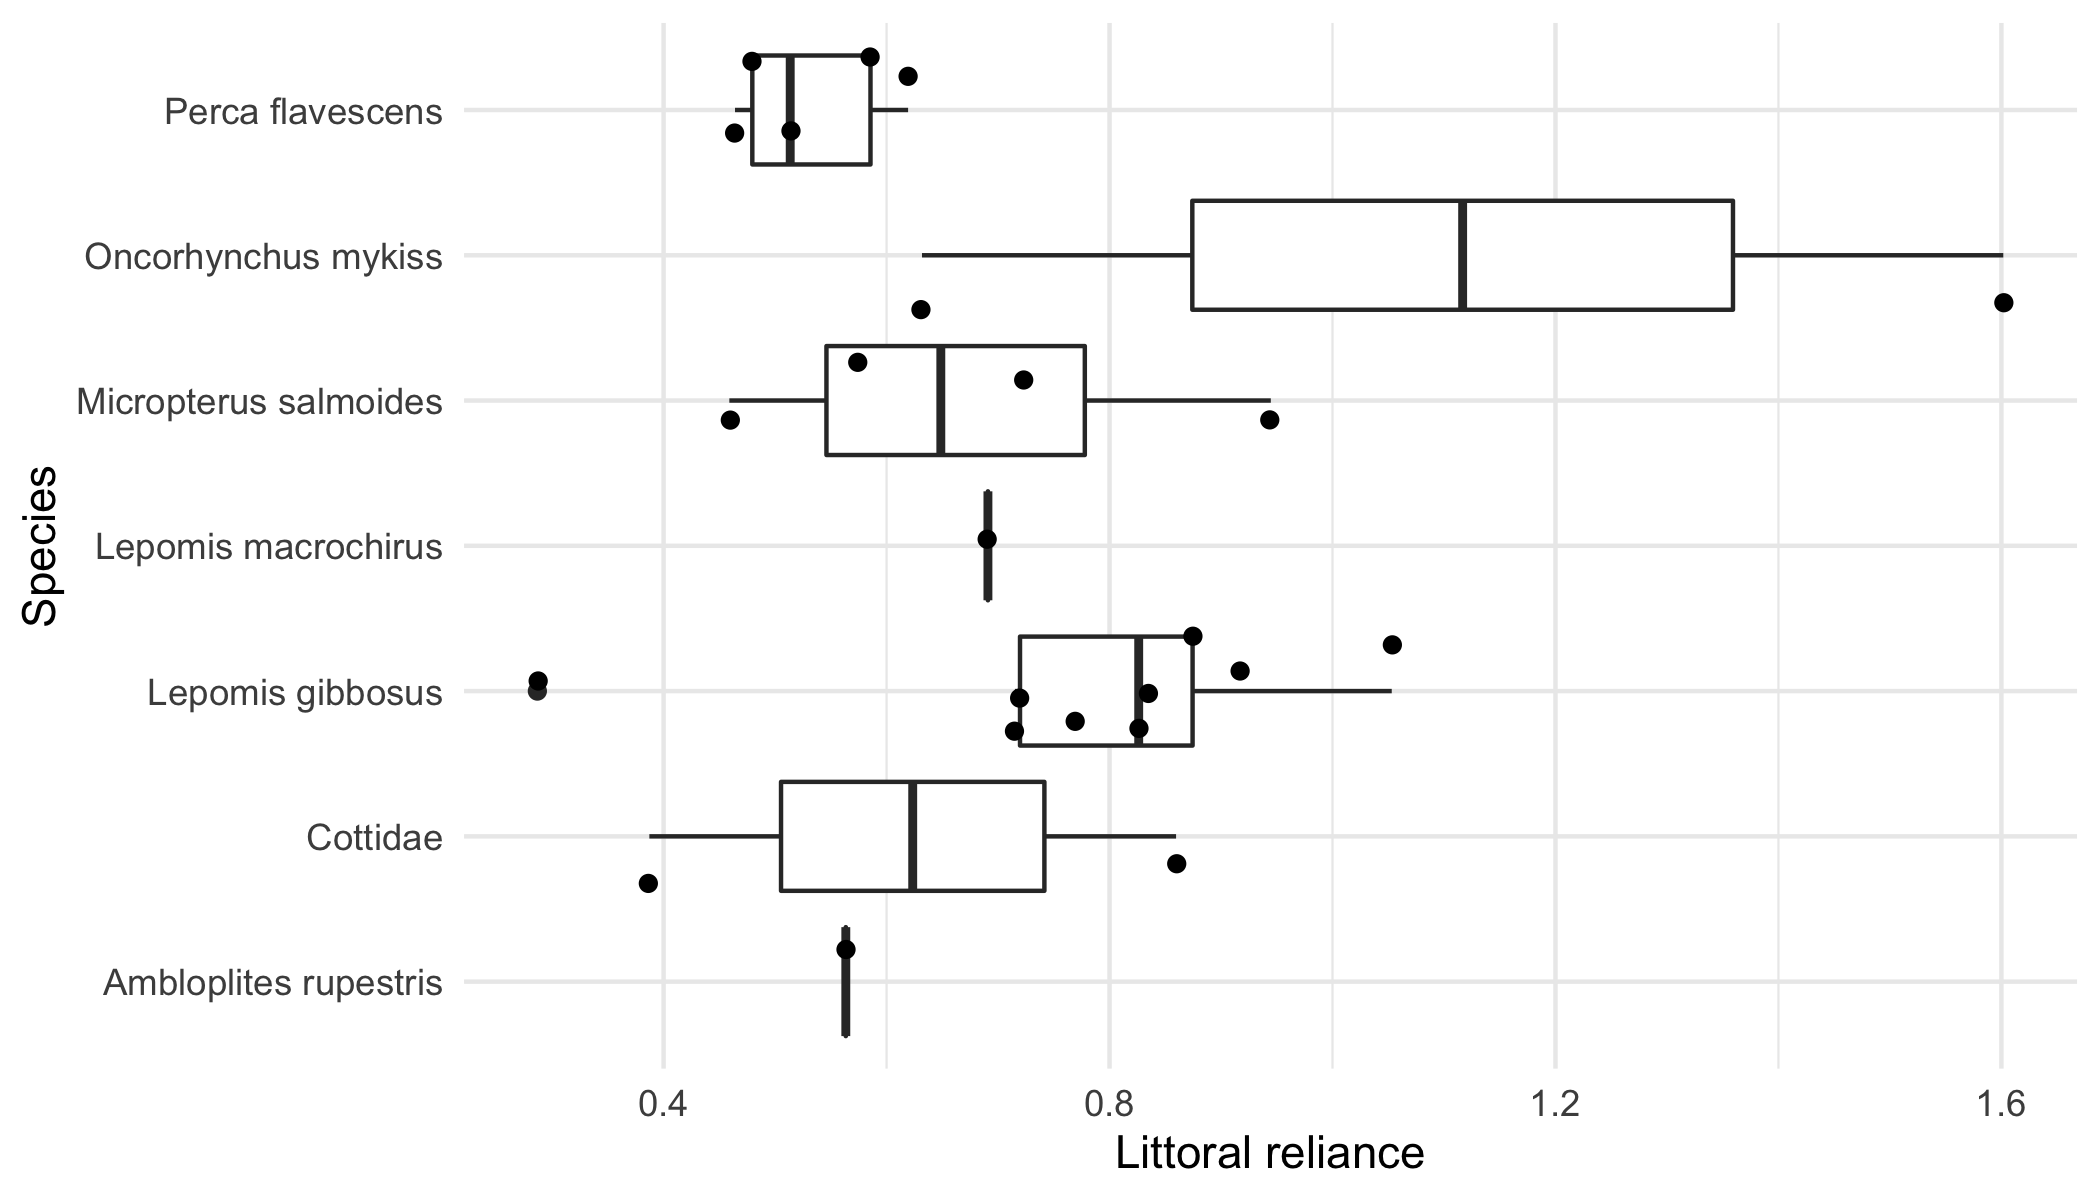 Species
Perca flavescens
Oncorhynchus mykiss
Micropterus salmoides
Lepomis macrochirus
Lepomis gibbosus
Cottidae
Ambloplites rupestris
0.4 0.8 1.2 1.6
Littoral reliance